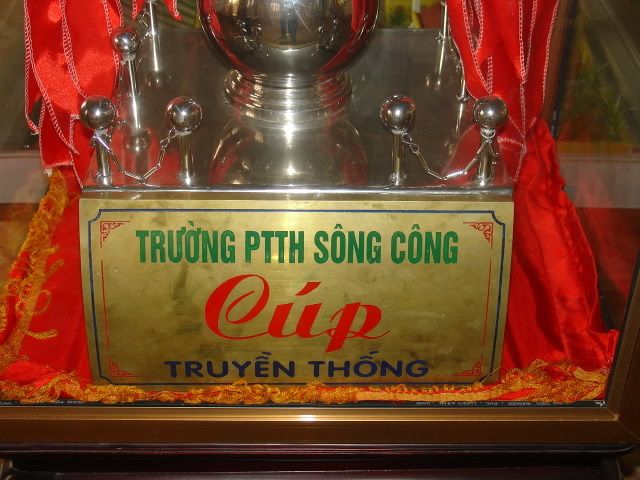 TRƯỜNG PTTH SÔNG CÔNG
Cúp
TRUYỀN THỐNG